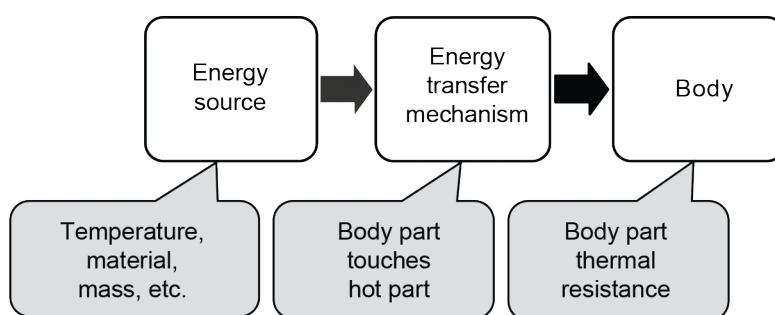 Energy
source
Energy
transfer
mechanism
Body
Temperature,
material,
mass, etc.
Body part
touches
hot part
Body part
thermal
resistance